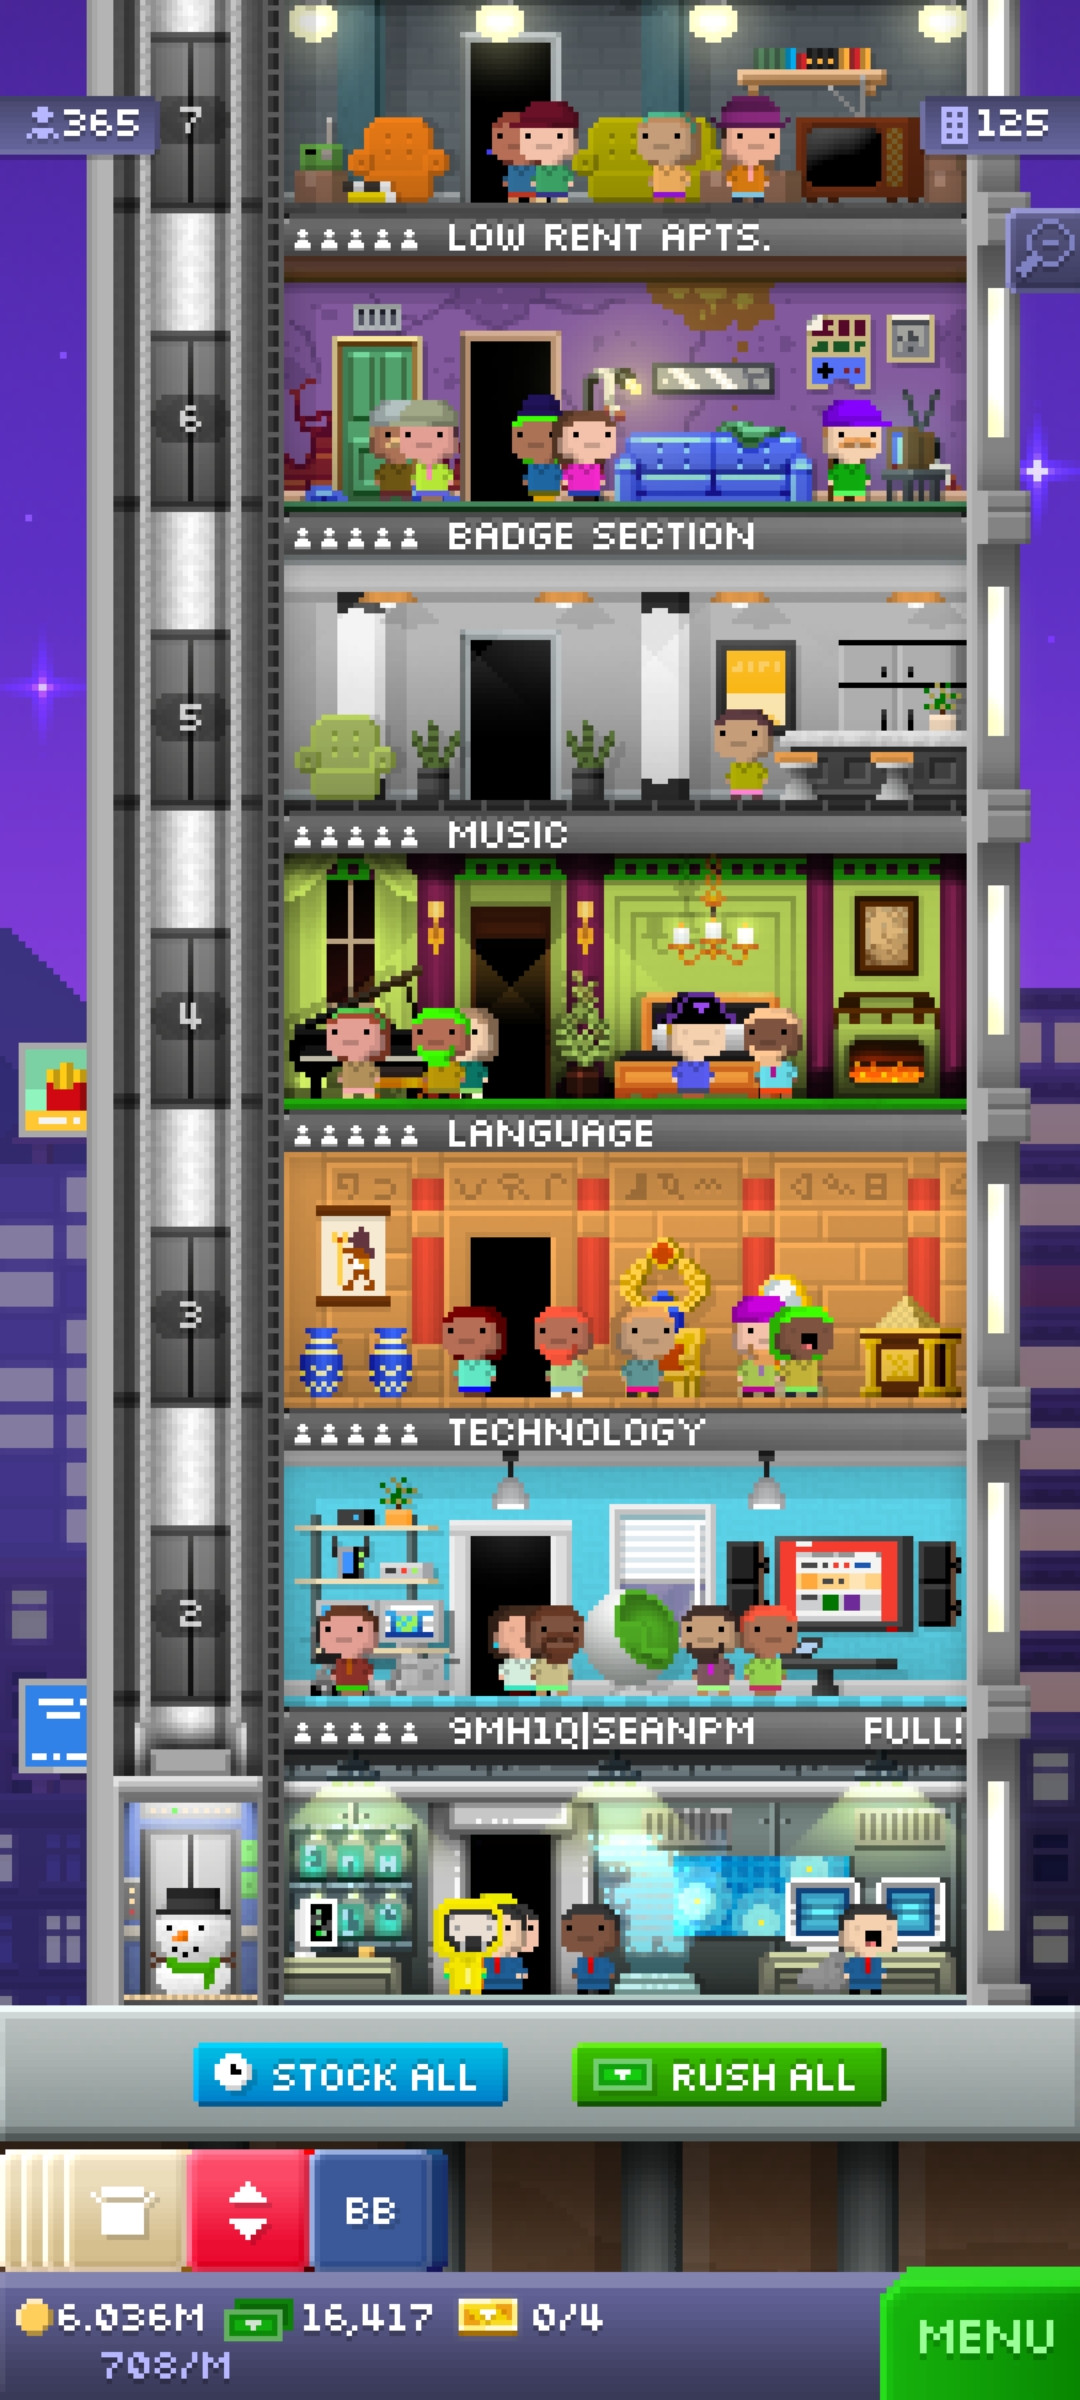 365
7
125
LOW RENT APTS.
6
BADGE SECTION
5
MUSIC
4
LANGUAGE
3
TECHNOLOGY
2
9MH1Q|SEANPM FULL!
STOCK ALL
RUSH ALL
BB
6.036M
16,417
0/4
708/M
MENU